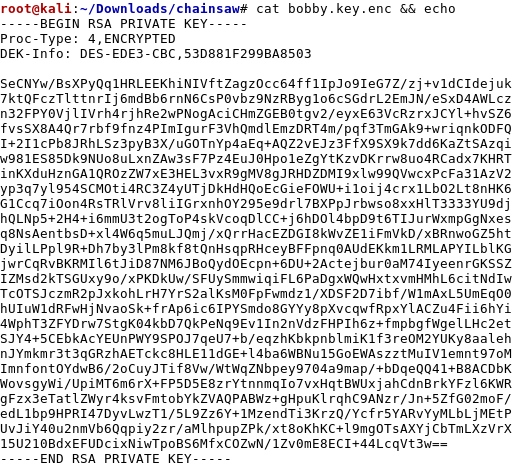 root@kali:~/Downloads/chainsaw# cat bobby.key.enc && echo
-----BEGIN RSA PRIVATE KEY-----
Proc-Type: 4,ENCRYPTED
DEK-Info: DES-EDE3-CBC,53D881F299BA8503

SeCNYw/BsXPyQq1HRLEEKhiNIVftZagzOcc64ff1IpJo9IeG7Z/zj+v1dCIdejuk
7ktQFczTlttnrIj6mdBb6rnN6CsP0vbz9NzRByg1o6cSGdrL2EmJN/eSxD4AWLcz
n32FPY0VjlIVrh4rjhRe2wPNogAciCHmZGEB0tgv2/eyxE63VcRzrxJCYl+hvSZ6
fvsSX8A4Qr7rbf9fnz4PImIgurF3VhQmdlEmzDRT4m/pqf3TmGAk9+wriqnkODFQ
I+2I1cPb8JRhLSz3pyB3X/uGOTnYp4aEq+AQZ2vEJz3FfX9SX9k7dd6KaZtSAzqi
w981ES85Dk9NUo8uLxnZAw3sF7Pz4EuJ0Hpo1eZgYtKzvDKrrw8uo4RCadx7KHRT
inKXduHznGA1QROzZW7xE3HEL3vxR9gMV8gJRHDZDMI9xlw99QVwcxPcFa31AzV2
yp3q7yl954SCMOti4RC3Z4yUTjDkHdHQoEcGieFOWU+i1oij4crx1LbO2Lt8nHK6
G1Ccq7iOon4RsTRlVrv8liIGrxnhOY295e9drl7BXPpJrbwso8xxHlT3333YU9dj
hQLNp5+2H4+i6mmU3t2ogToP4skVcoqDlCC+j6hDOl4bpD9t6TIJurWxmpGgNxes
q8NsAentbsD+xl4W6q5muLJQmj/xQrrHacEZDGI8kWvZE1iFmVkD/xBRnwoGZ5ht
DyilLPpl9R+Dh7by3lPm8kf8tQnHsqpRHceyBFFpnq0AUdEKkm1LRMLAPYILblKG
jwrCqRvBKRMIl6tJiD87NM6JBoQydOEcpn+6DU+2Actejbur0aM74IyeenrGKSSZ
IZMsd2kTSGUxy9o/xPKDkUw/SFUySmmwiqiFL6PaDgxWQwHxtxvmHMhL6citNdIw
TcOTSJczmR2pJxkohLrH7YrS2alKsM0FpFwmdz1/XDSF2D7ibf/W1mAxL5UmEqO0
hUIuW1dRFwHjNvaoSk+frAp6ic6IPYSmdo8GYYy8pXvcqwfRpxYlACZu4Fii6hYi
4WphT3ZFYDrw7StgK04kbD7QkPeNq9Ev1In2nVdzFHPIh6z+fmpbgfWgelLHc2et
SJY4+5CEbkAcYEUnPWY9SPOJ7qeU7+b/eqzhKbkpnblmiK1f3reOM2YUKy8aaleh
nJYmkmr3t3qGRzhAETckc8HLE11dGE+l4ba6WBNu15GoEWAszztMuIV1emnt97oM
ImnfontOYdwB6/2oCuyJTif8Vw/WtWqZNbpey9704a9map/+bDqeQQ41+B8ACDbK
WovsgyWi/UpiMT6m6rX+FP5D5E8zrYtnnmqIo7vxHqtBWUxjahCdnBrkYFzl6KWR
gFzx3eTatlZWyr4ksvFmtobYkZVAQPABWz+gHpuKlrqhC9ANzr/Jn+5ZfG02moF/
edL1bp9HPRI47DyvLwzT1/5L9Zz6Y+1MzendTi3KrzQ/Ycfr5YARvYyMLbLjMEtP
UvJiY40u2nmVb6Qqpiy2zr/aMlhpupZPk/xt8oKhKC+l9mgOTsAXYjCbTmLXzVrX
15U210BdxEFUDcixNiwTpoBS6MfxCOZwN/1Zv0mE8ECI+44LcqVt3w==
-----END RSA PRIVATE KEY-----